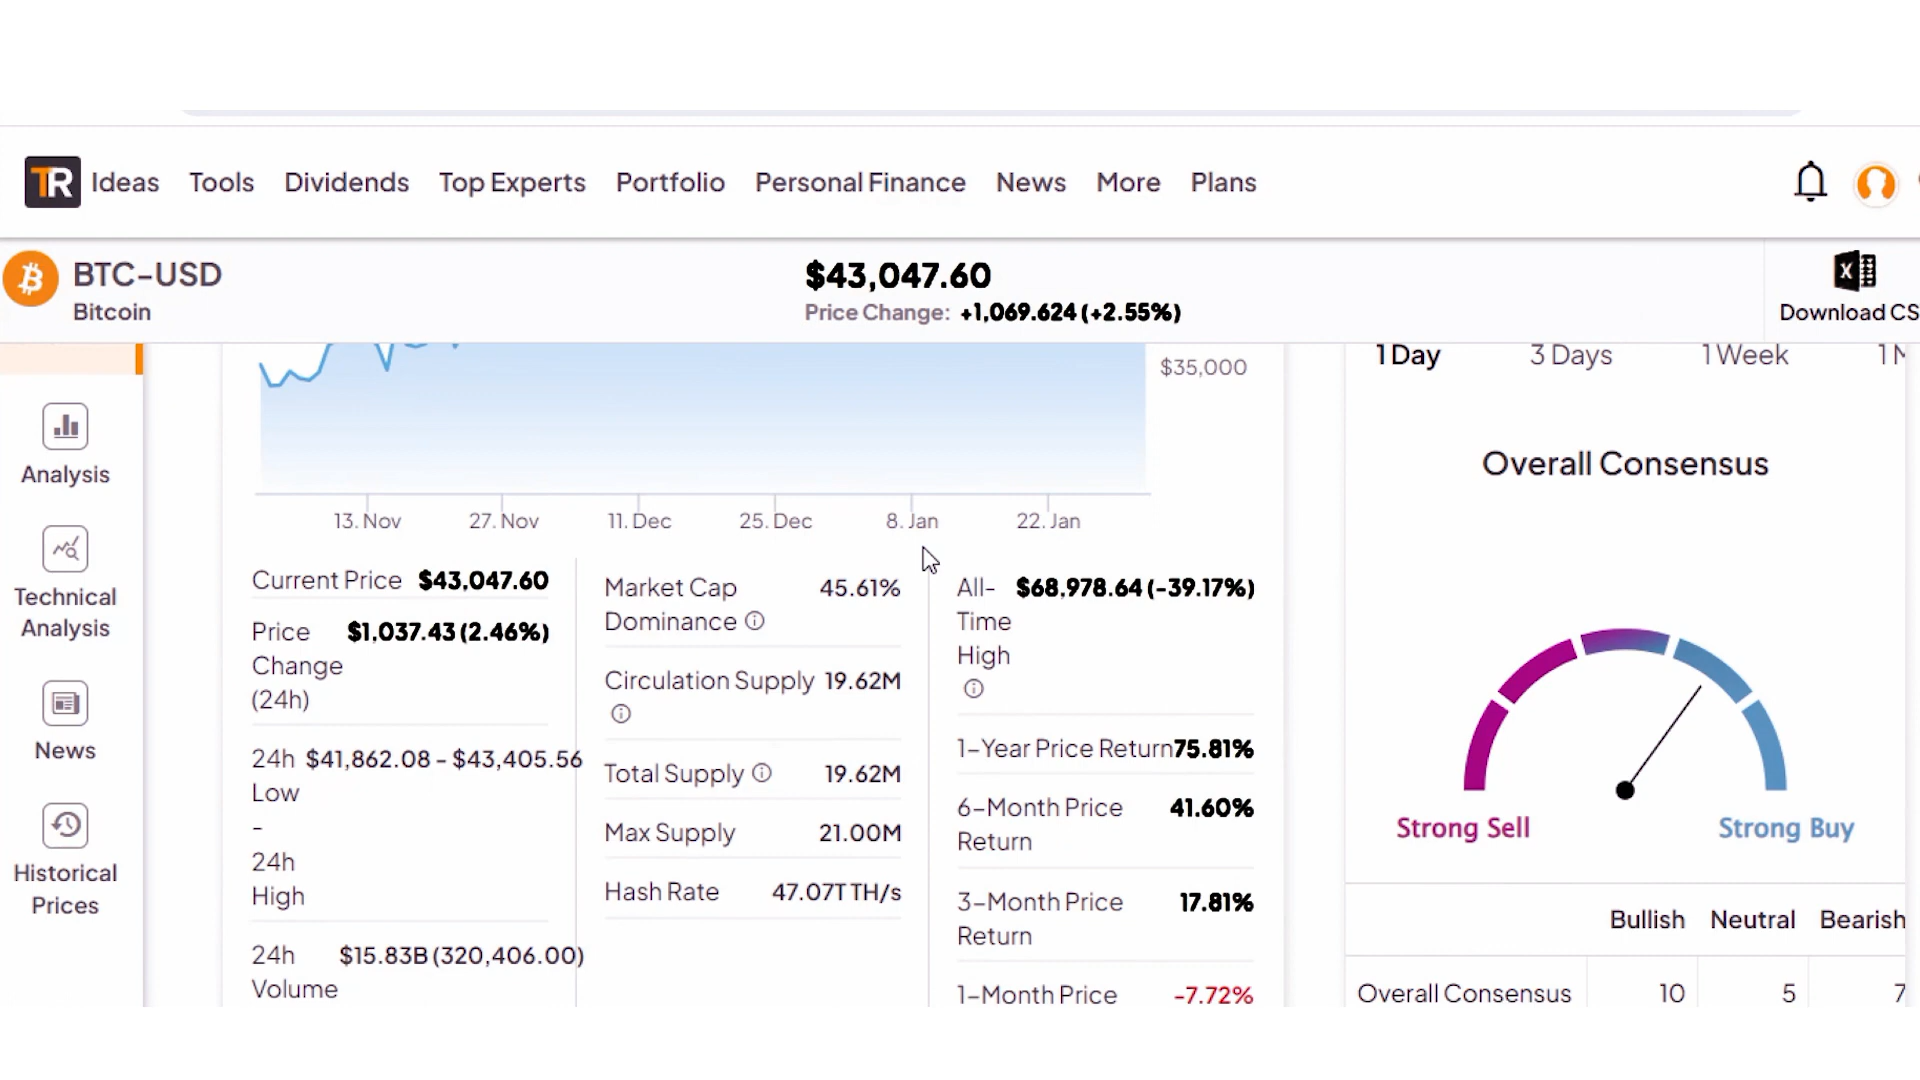 TR Ideas Tools Dividends Top Experts Portfolio Personal Finance News More Plans
BTC-USD
Bitcoin
$43,047.60
Price Change: +1,069.624 (+2.55%)
Download CS
Analysis
Technical
Analysis
News
Historical
Prices
$35,000
13. Nov 27. Nov 11. Dec 25. Dec 8. Jan 22. Jan
Current Price $43,047.60
Price $1,037.43 (2.46%)
Change
(24h)
24h $41,862.08 - $43,405.56
Low
-
24h
High
24h $15.83B (320,406.00)
Volume
Market Cap 45.61%
Dominance
Circulation Supply 19.62M
Total Supply 19.62M
Max Supply 21.00M
Hash Rate 47.07T TH/s
All- $68,978.64 (-39.17%)
Time
High
1-Year Price Return 75.81%
6-Month Price 41.60%
Return
3-Month Price 17.81%
Return
1-Month Price -7.72%
1 Day 3 Days 1 Week 1 M
Overall Consensus
Strong Sell Strong Buy
Bullish Neutral Bearish
Overall Consensus 10 5 7